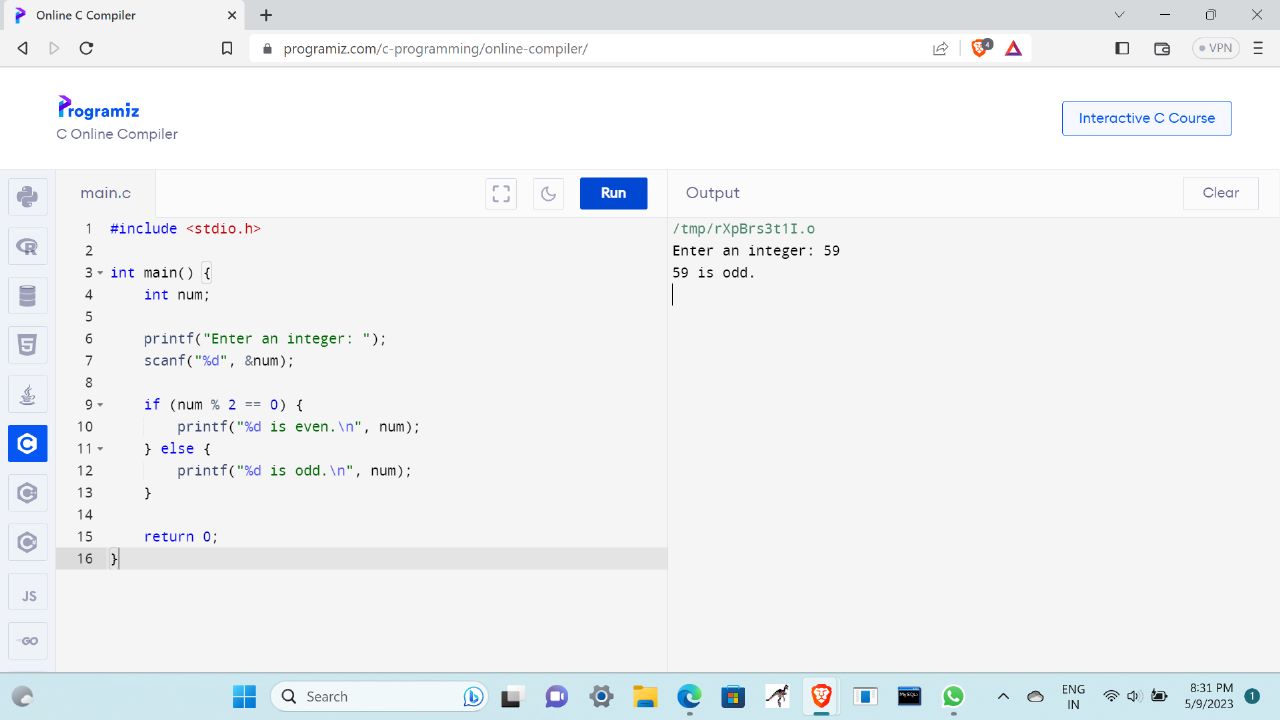 Online C Compiler
programiz.com/c-programming/online-compiler/
4
VPN
Programiz
C Online Compiler
Interactive C Course
main.c
Run
Output
Clear
1 #include <stdio.h>
2
3 int main() {
4     int num;
5
6     printf("Enter an integer: ");
7     scanf("%d", &num);
8
9     if (num % 2 == 0) {
10         printf("%d is even.\n", num);
11     } else {
12         printf("%d is odd.\n", num);
13     }
14
15     return 0;
16 }
/tmp/rXpBrs3t1I.o
Enter an integer: 59
59 is odd.
R
5
C
C
C
JS
GO
Search
b
MySQL
ENG
IN
8:31 PM
5/9/2023
1